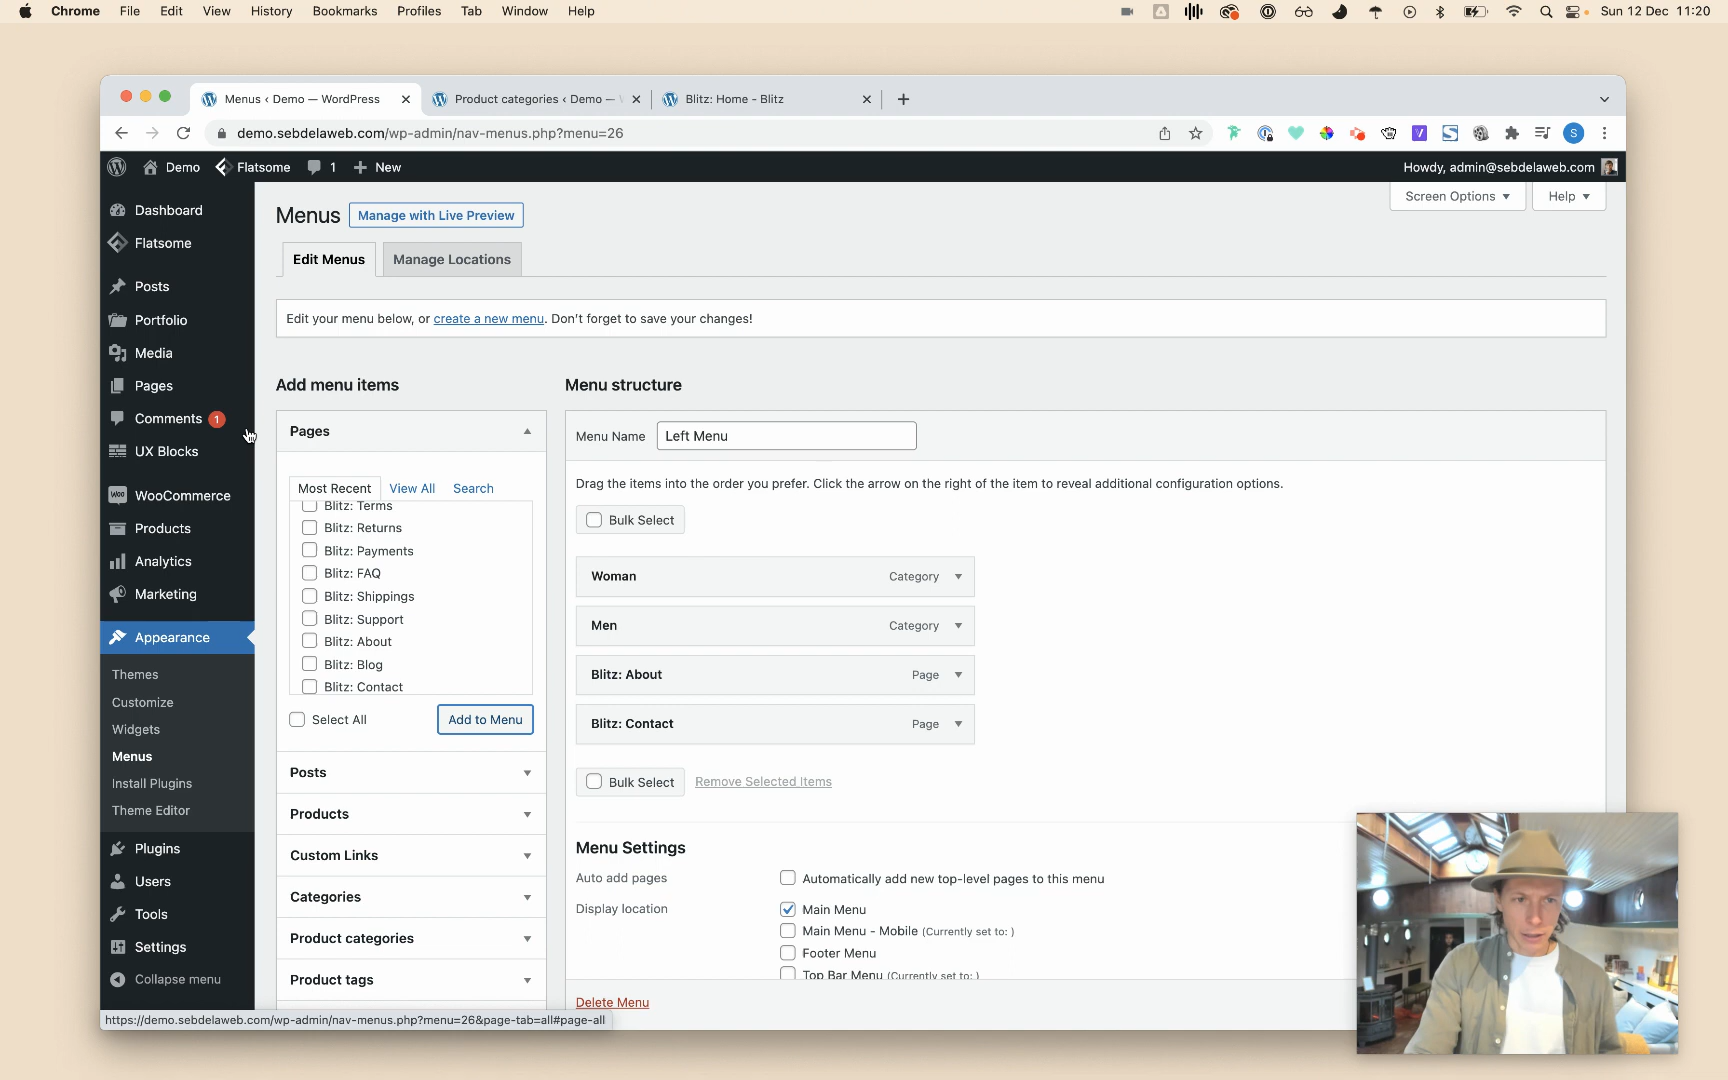 Chrome File Edit View History Bookmarks Profiles Tab Window Help Sun 12 Dec 11:20
Menus ‹ Demo — WordPress Product categories ‹ Demo — Blitz: Home - Blitz
demo.sebdelaweb.com/wp-admin/nav-menus.php?menu=26 S
Demo Flatsome 1 New Howdy, admin@sebdelaweb.com
Dashboard
Flatsome
Posts
Portfolio
Media
Pages
Comments 1
UX Blocks
Woo WooCommerce
Products
Analytics
Marketing
Appearance
Themes
Customize
Widgets
Menus
Install Plugins
Theme Editor
Plugins
Users
Tools
Settings
Collapse menu
Screen Options Help
Menus Manage with Live Preview
Edit Menus Manage Locations
Edit your menu below, or create a new menu. Don't forget to save your changes!
Add menu items
Pages
Most Recent View All Search
Blitz: Terms
Blitz: Returns
Blitz: Payments
Blitz: FAQ
Blitz: Shippings
Blitz: Support
Blitz: About
Blitz: Blog
Blitz: Contact
Select All Add to Menu
Posts
Products
Custom Links
Categories
Product categories
Product tags
Menu structure
Menu Name Left Menu
Drag the items into the order you prefer. Click the arrow on the right of the item to reveal additional configuration options.
Bulk Select
Woman Category
Men Category
Blitz: About Page
Blitz: Contact Page
Bulk Select Remove Selected Items
Menu Settings
Auto add pages Automatically add new top-level pages to this menu
Display location Main Menu
Main Menu - Mobile (Currently set to: )
Footer Menu
Top Bar Menu (Currently set to: )
Delete Menu
https://demo.sebdelaweb.com/wp-admin/nav-menus.php?menu=26&page-tab=all#page-all